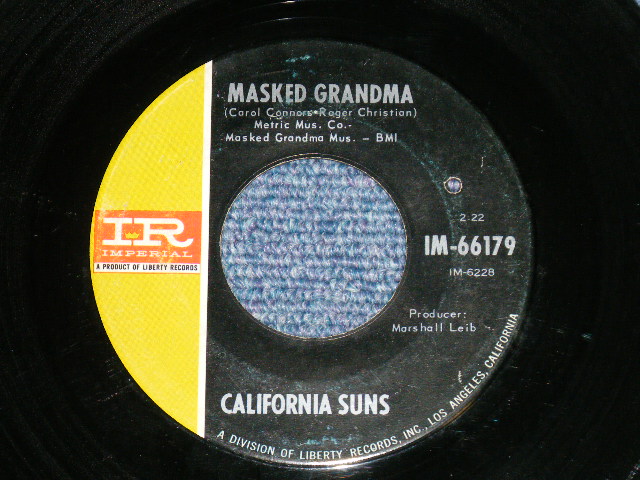 MASKED GRANDMA
(Carol Connors•Roger Christian)
Metric Mus. Co.-
Masked Grandma Mus. - BMI
2:22
IM-66179
IM-6228
IR
IMPERIAL
A PRODUCT OF LIBERTY RECORDS
Producer:
Marshall Leib
CALIFORNIA SUNS
A DIVISION OF LIBERTY RECORDS, INC., LOS ANGELES, CALIFORNIA